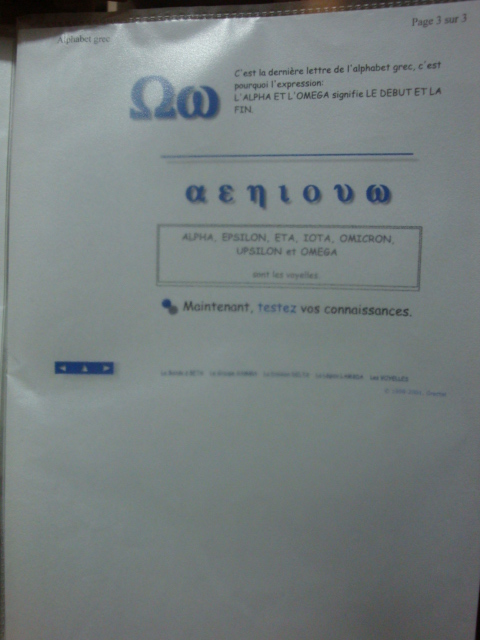 Page 3 sur 3
Alphabet grec
Ωω
C'est la dernière lettre de l'alphabet grec, c'est
pourquoi l'expression:
L'ALPHA ET L'OMEGA signifie LE DEBUT ET LA
FIN.
α ε η ι ο υ ω
ALPHA, EPSILON, ETA, IOTA, OMICRON,
UPSILON et OMEGA
sont les voyelles
Maintenant, testez vos connaissances.